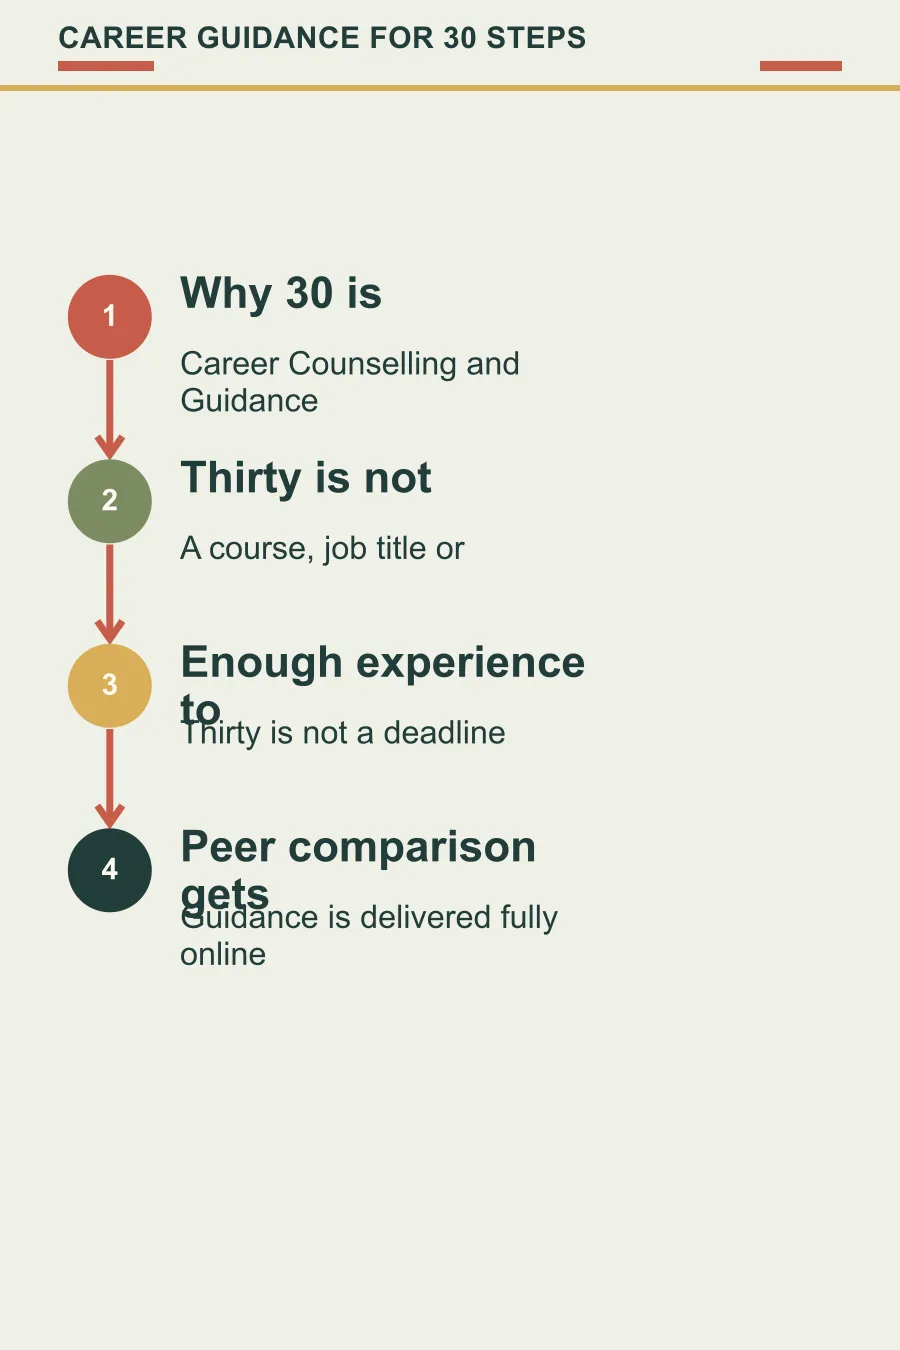 CAREER GUIDANCE FOR 30 STEPS
1
Why 30 is
Career Counselling and
Guidance
2
Thirty is not
A course, job title or
3
Enough experience
to
Thirty is not a deadline
4
Peer comparison
gets
Guidance is delivered fully
online